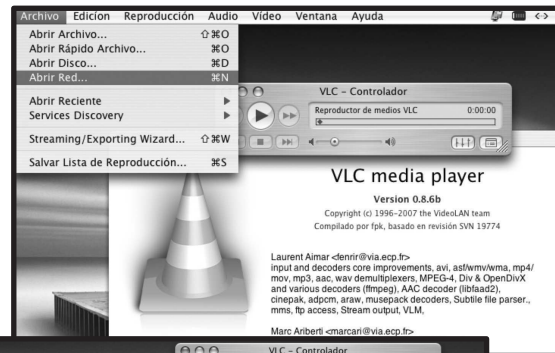 Archivo Edicíon Reproducción Audio Vídeo Ventana Ayuda
Abrir Archivo... ⇧⌘O
Abrir Rápido Archivo... ⌘O
Abrir Disco... ⌘D
Abrir Red... ⌘N
Abrir Reciente
Services Discovery
Streaming/Exporting Wizard... ⇧⌘W
Salvar Lista de Reproducción... ⌘S
VLC – Controlador
Reproductor de medios VLC 0:00:00
VLC media player
Version 0.8.6b
Copyright (c) 1996-2007 the VideoLAN team
Compilado por fpk, basado en revisión SVN 19774
Laurent Aimar <fenrir@via.ecp.fr>
input and decoders core improvements, avi, asf/wmv/wma, mp4/
mov, mp3, aac, wav demultiplexers, MPEG-4, Div & OpenDivX
and various decoders (ffmpeg), AAC decoder (libfaad2),
cinepak, adpcm, araw, musepack decoders, Subtile file parser.,
mms, ftp access, Stream output, VLM,
Marc Ariberti <marcari@via.ecp.fr>
VLC – Controlador